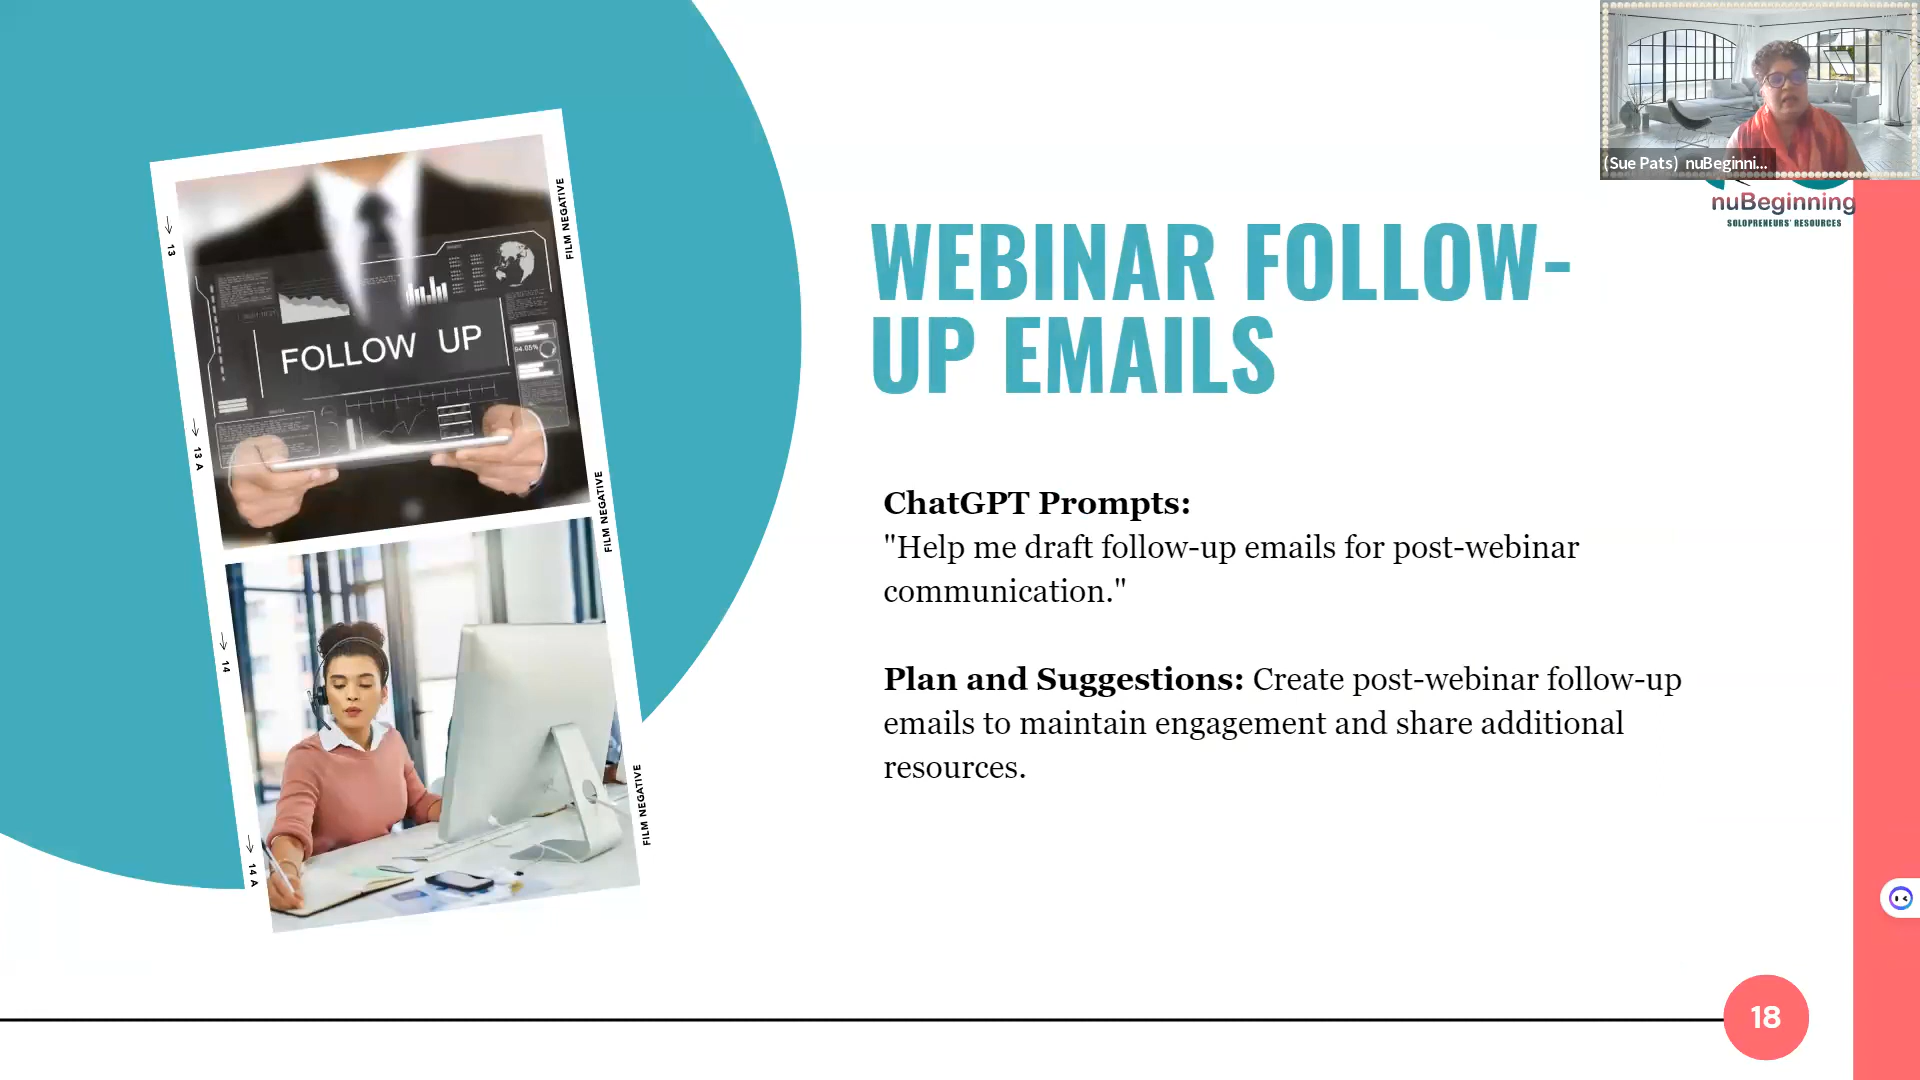 (Sue Pats) nuBeginni...
nuBeginning
SOLOPRENEURS' RESOURCES
WEBINAR FOLLOW-
UP EMAILS
ChatGPT Prompts:
"Help me draft follow-up emails for post-webinar
communication."
Plan and Suggestions: Create post-webinar follow-up
emails to maintain engagement and share additional
resources.
FOLLOW UP
94.05%
13
FILM NEGATIVE
13 A
FILM NEGATIVE
14
FILM NEGATIVE
14 A
18